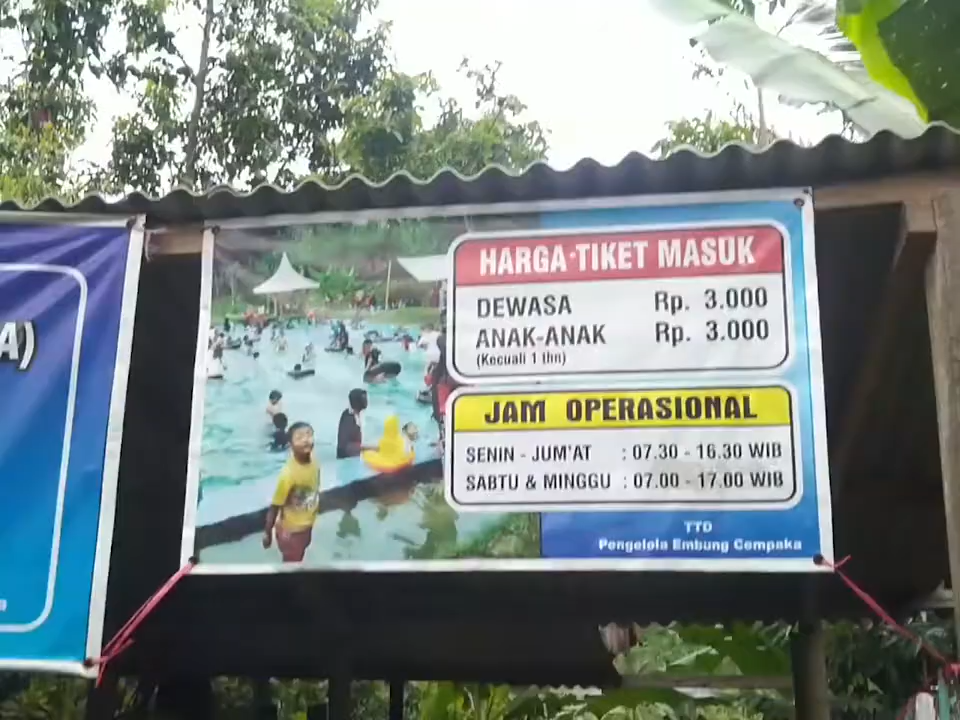 A)
HARGA-TIKET MASUK
DEWASA Rp. 3.000
ANAK-ANAK Rp. 3.000
(Kecuali 1 thn)
JAM OPERASIONAL
SENIN - JUM'AT : 07.30 - 16.30 WIB
SABTU & MINGGU : 07.00 - 17.00 WIB
TTD
Pengelola Embung Cempaka